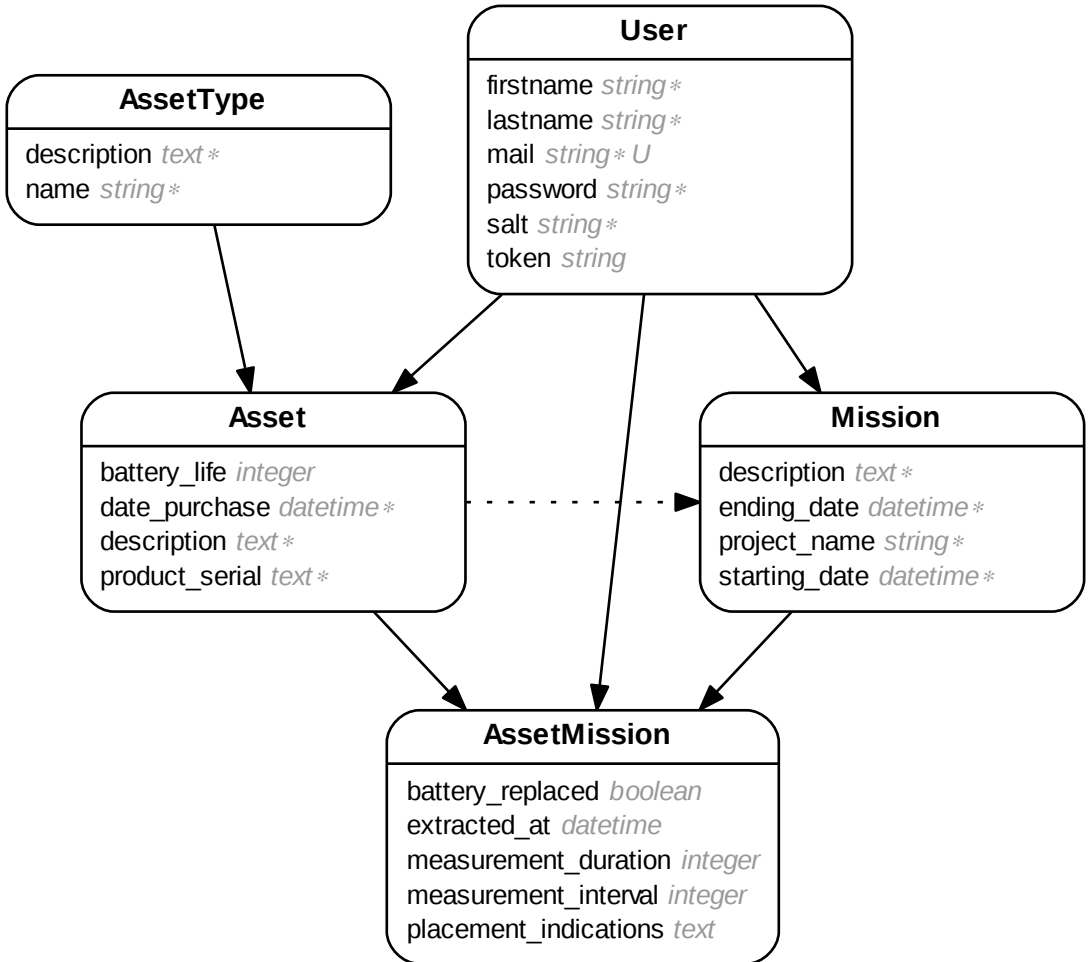 User
firstname string∗
lastname string∗
mail string∗ U
password string∗
salt string∗
token string
AssetType
description text∗
name string∗
Asset
battery_life integer
date_purchase datetime∗
description text∗
product_serial text∗
Mission
description text∗
ending_date datetime∗
project_name string∗
starting_date datetime∗
AssetMission
battery_replaced boolean
extracted_at datetime
measurement_duration integer
measurement_interval integer
placement_indications text